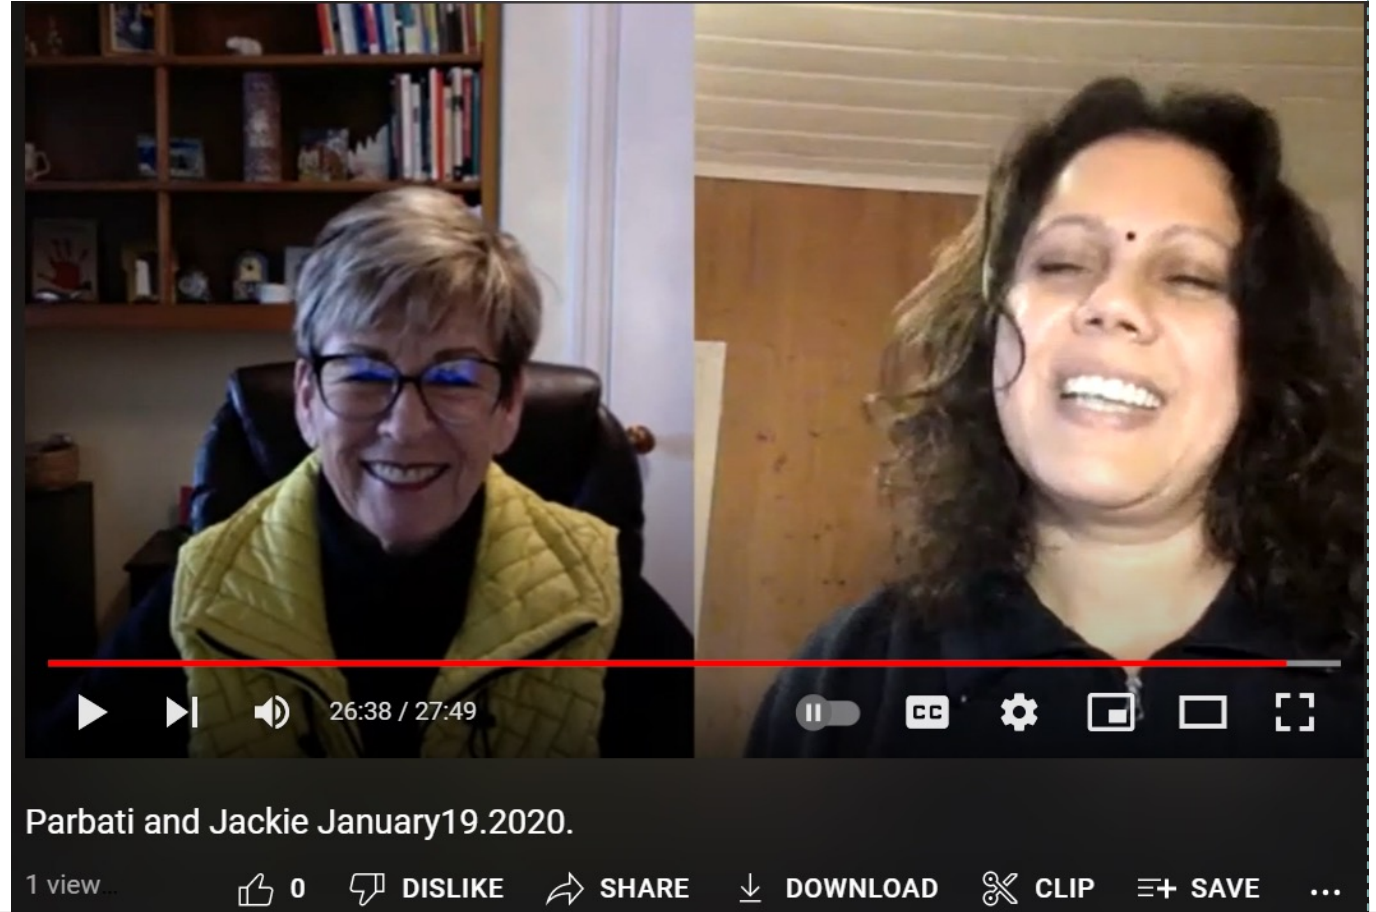 CC
26:38 / 27:49
Parbati and Jackie January19.2020.
1 view...
0
DISLIKE
SHARE
DOWNLOAD
CLIP
SAVE